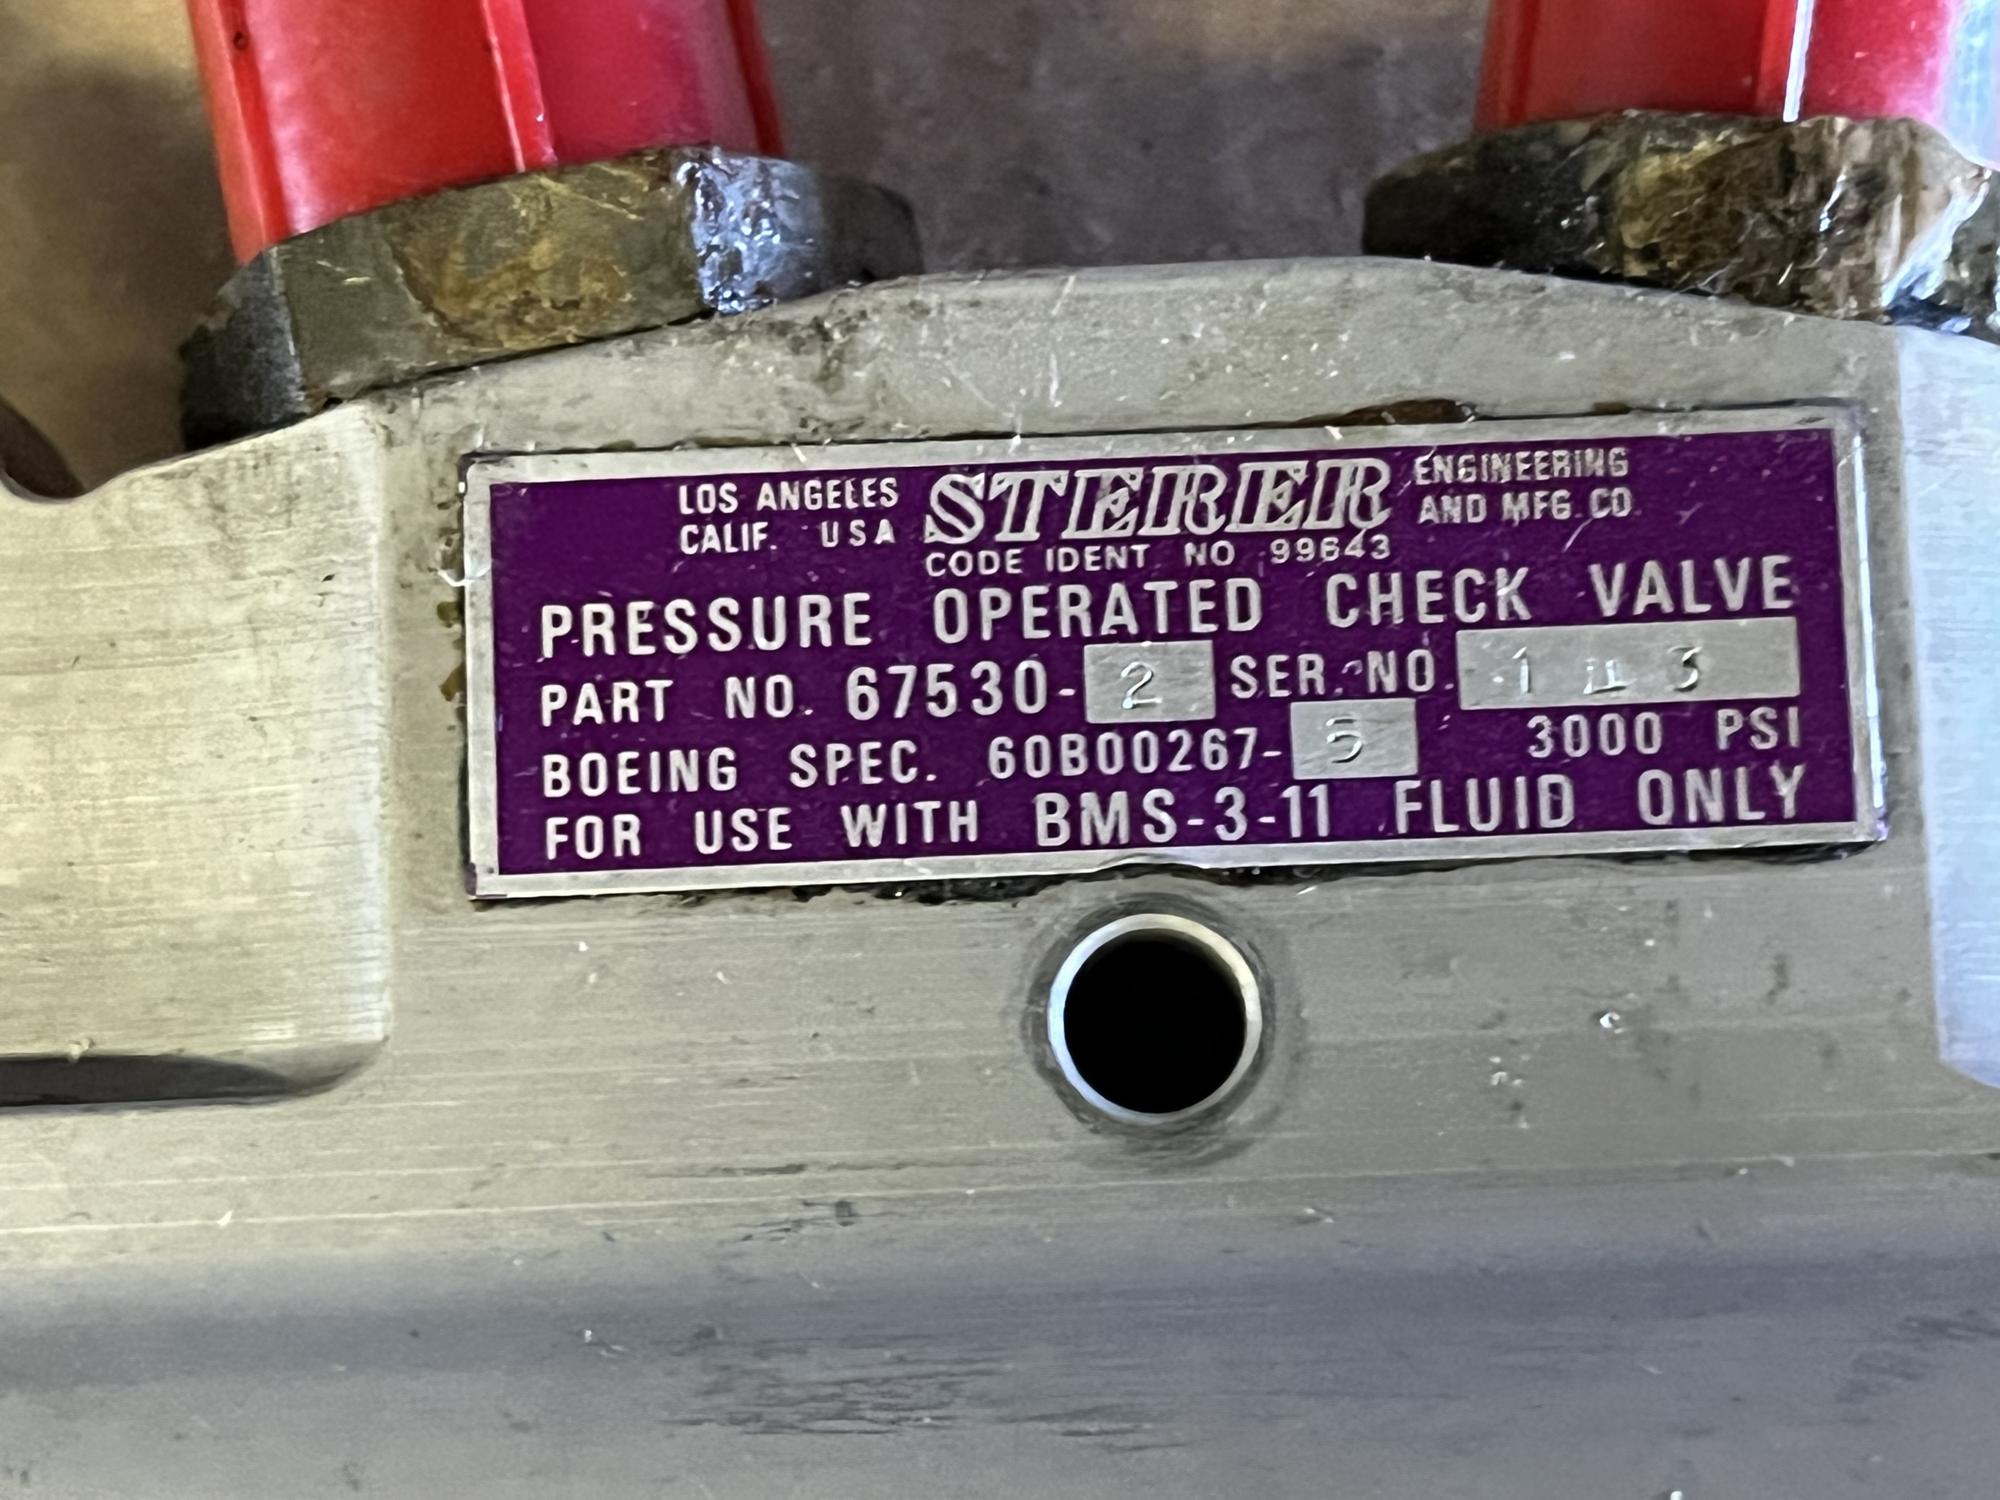 LOS ANGELES STERER ENGINEERING
CALIF. USA AND MFG. CO.
CODE IDENT NO 99643
PRESSURE OPERATED CHECK VALVE
PART NO. 67530-2 SER. NO.
BOEING SPEC. 60B00267-5 3000 PSI
FOR USE WITH BMS-3-11 FLUID ONLY